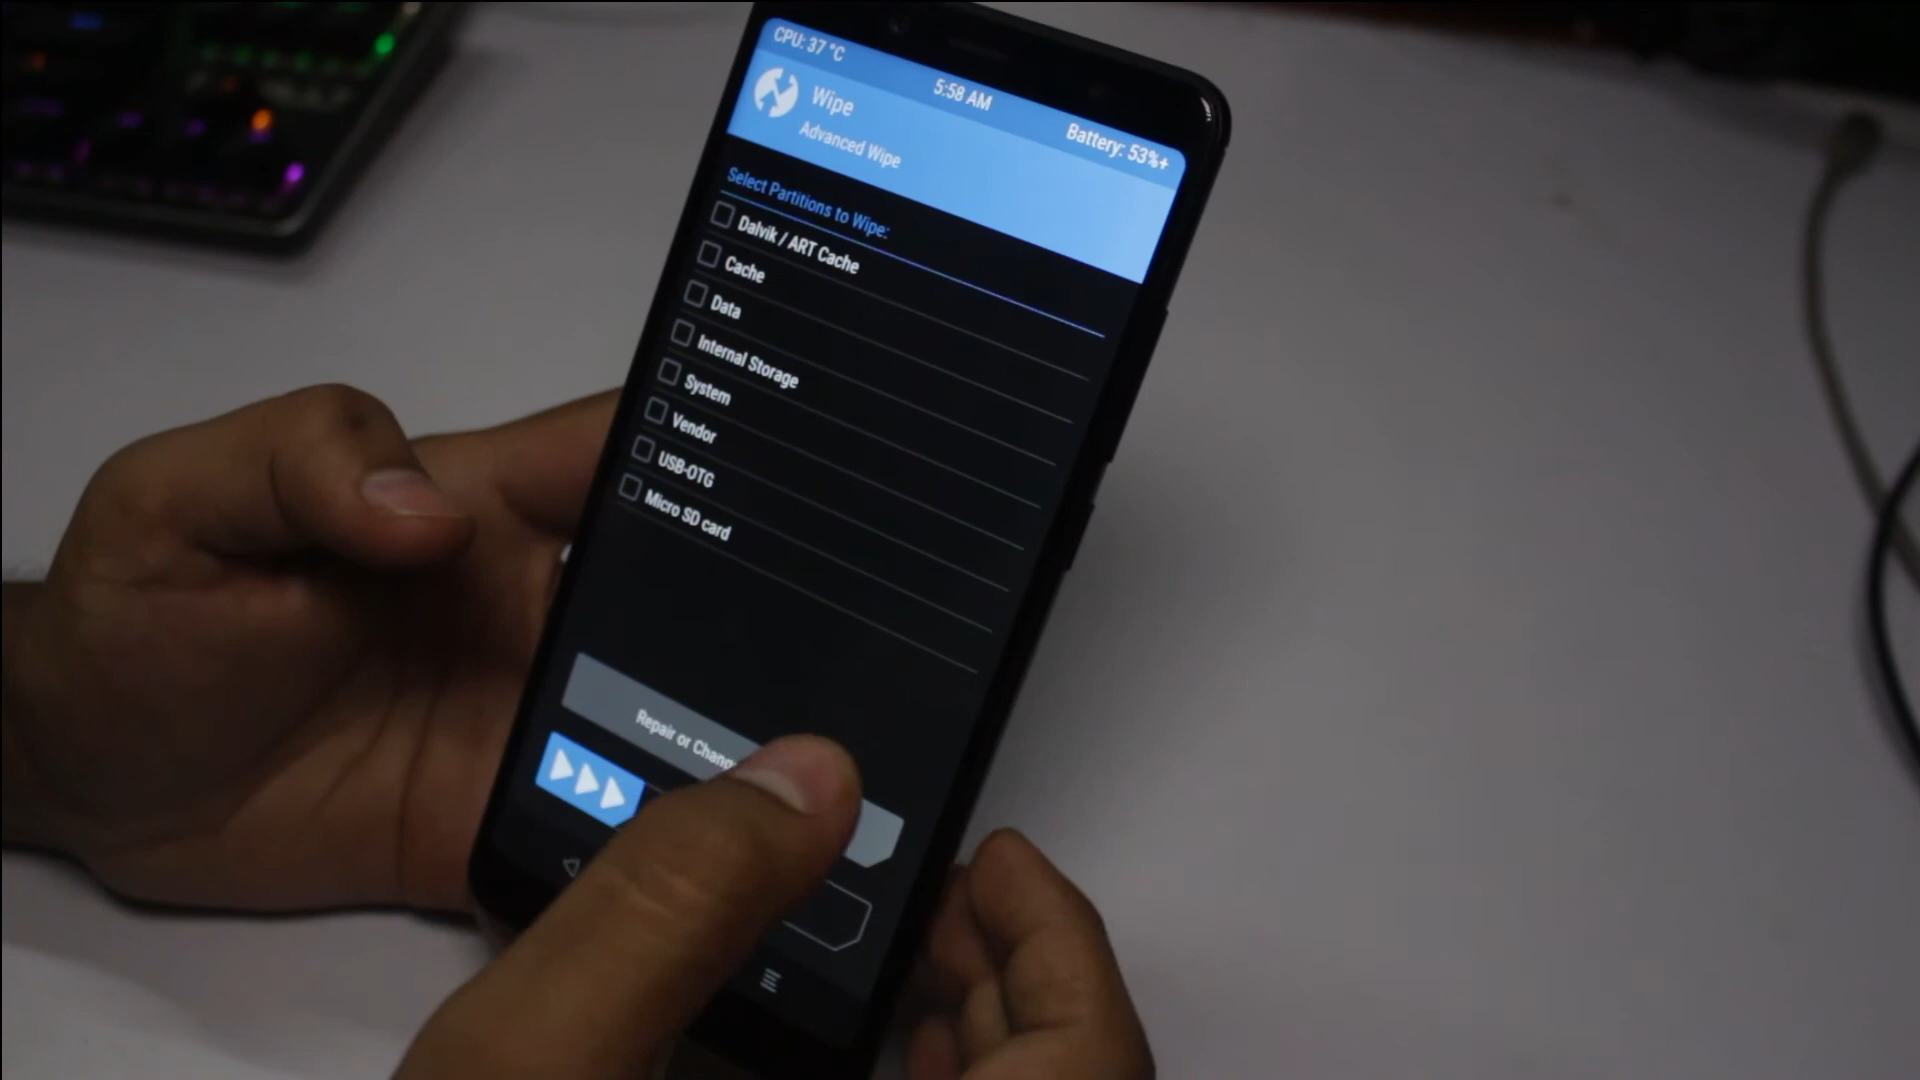 CPU: 37 °C
5:58 AM
Battery: 53%+
Wipe
Advanced Wipe
Select Partitions to Wipe:
Dalvik / ART Cache
Cache
Data
Internal Storage
System
Vendor
USB-OTG
Micro SD card
Repair or